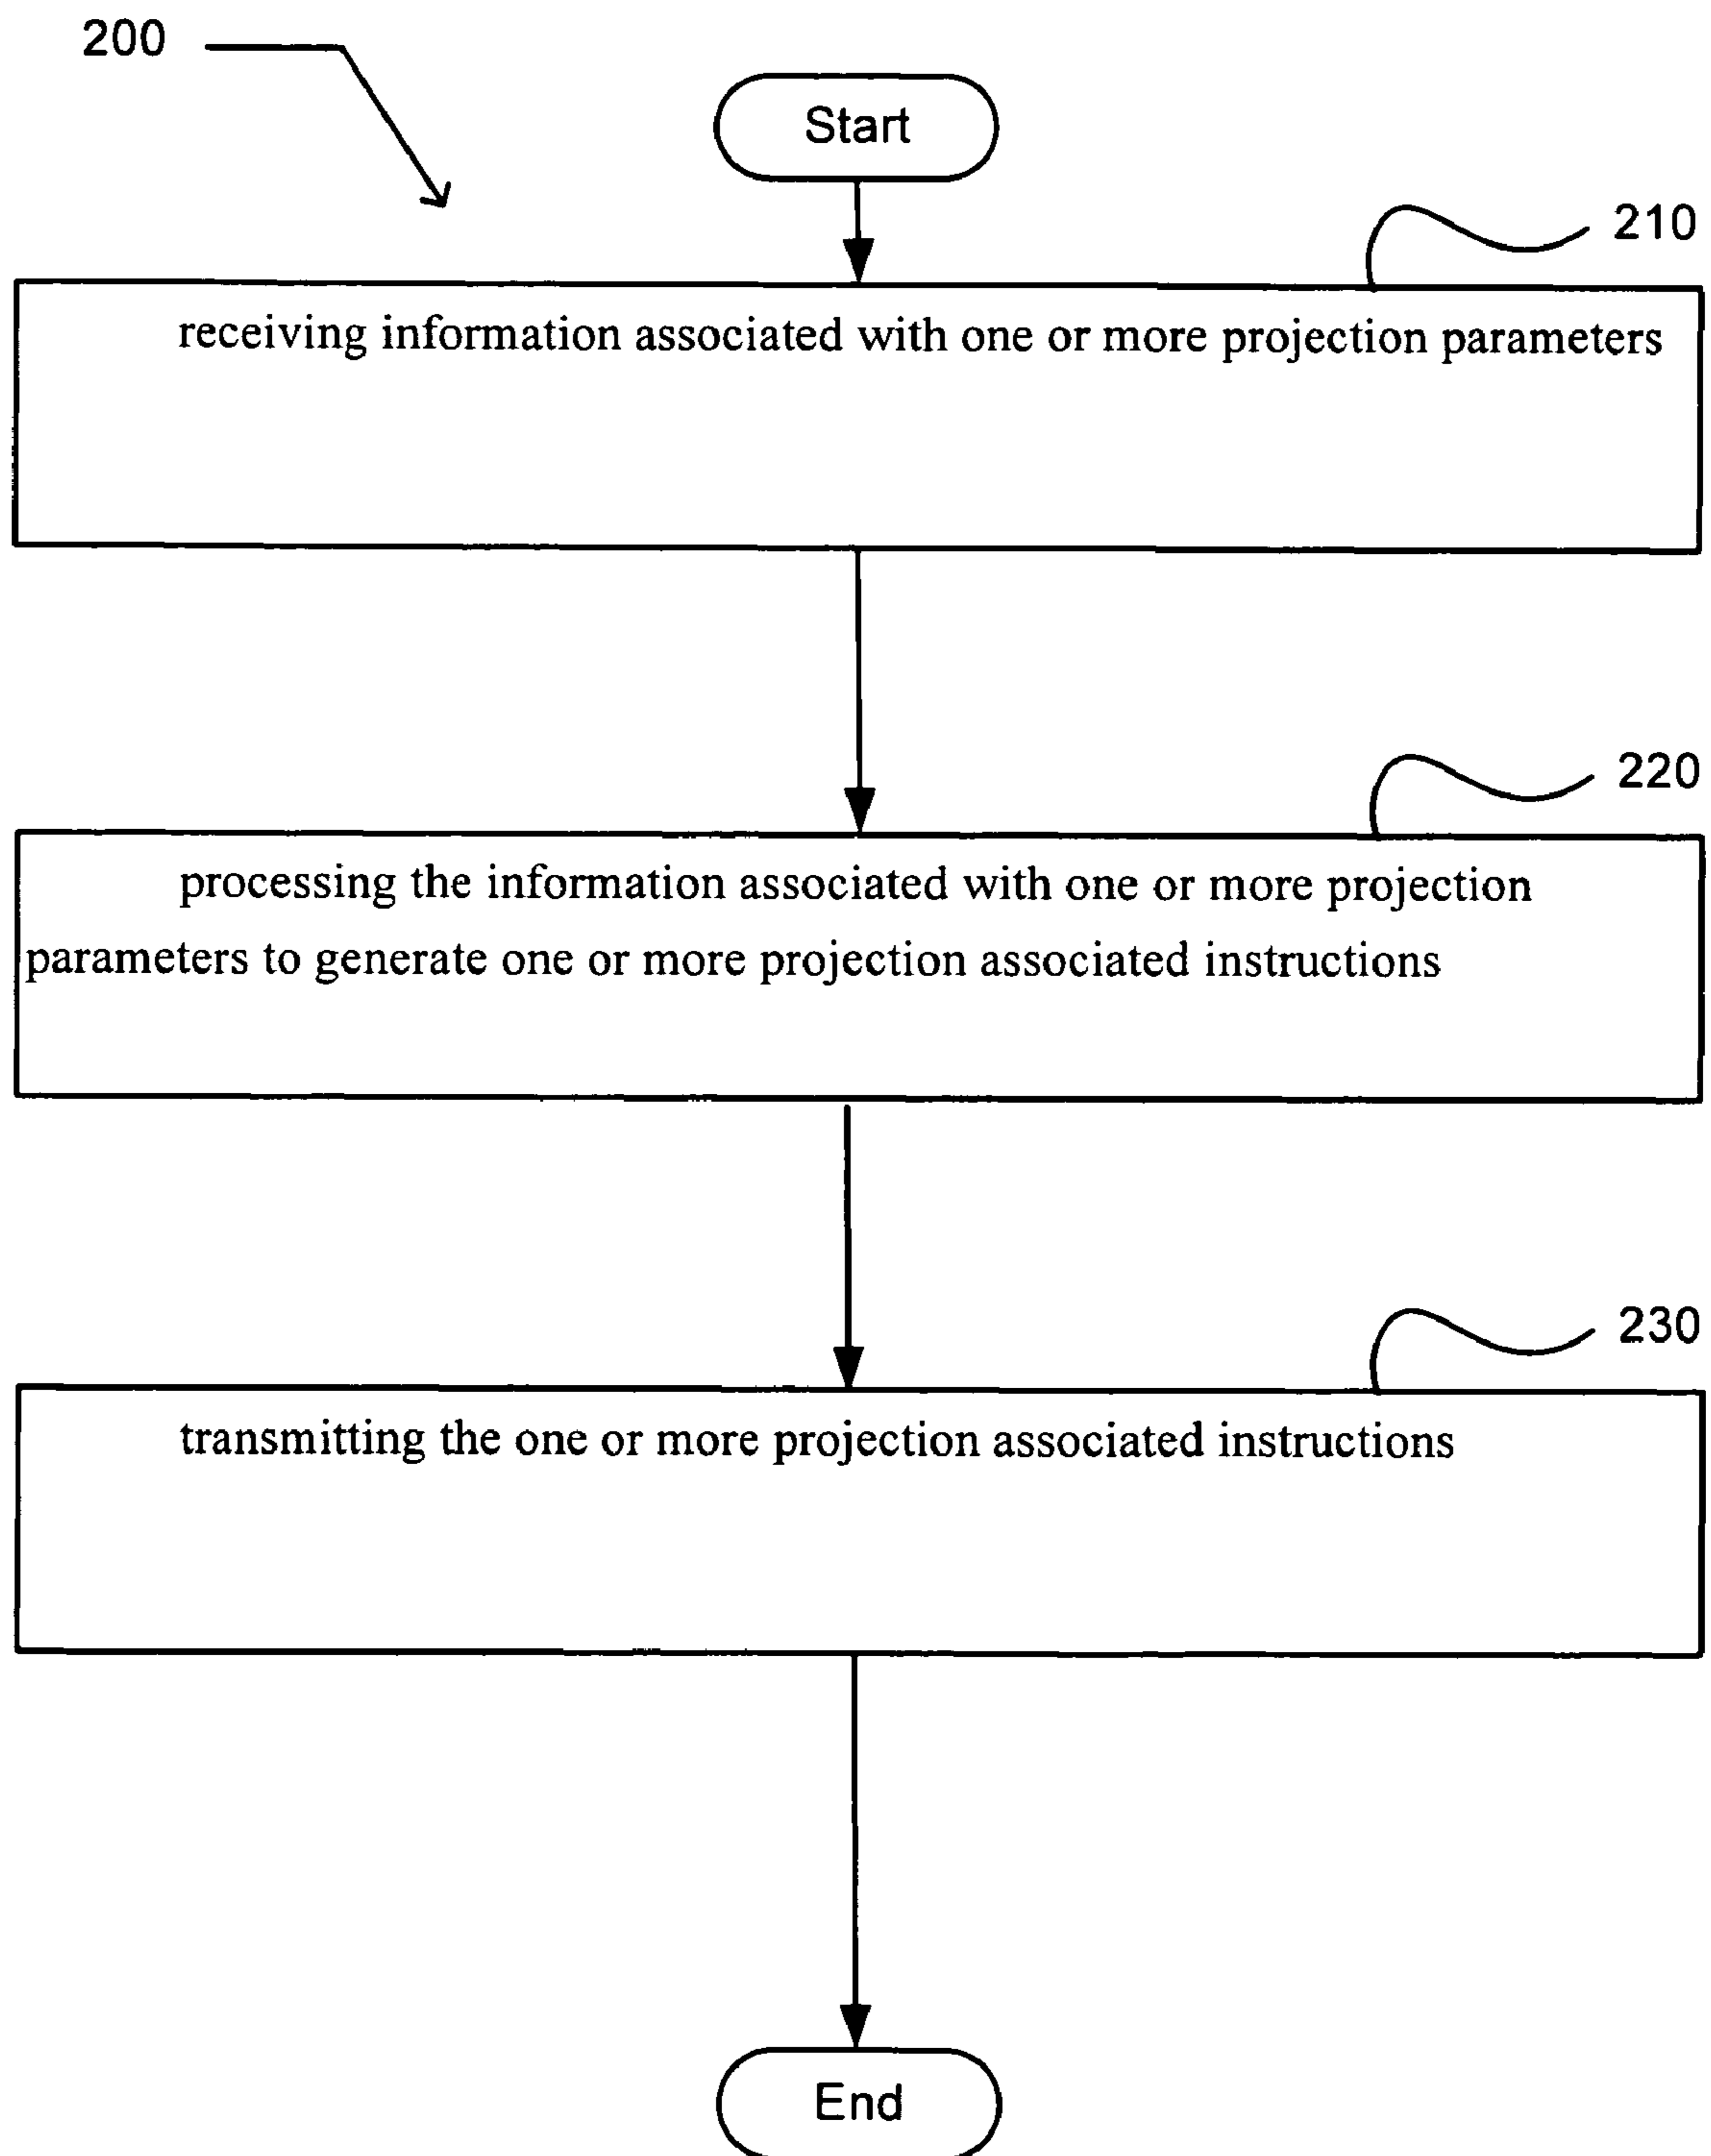 200
Start
210
receiving information associated with one or more projection parameters
220
processing the information associated with one or more projection
parameters to generate one or more projection associated instructions
230
transmitting the one or more projection associated instructions
End